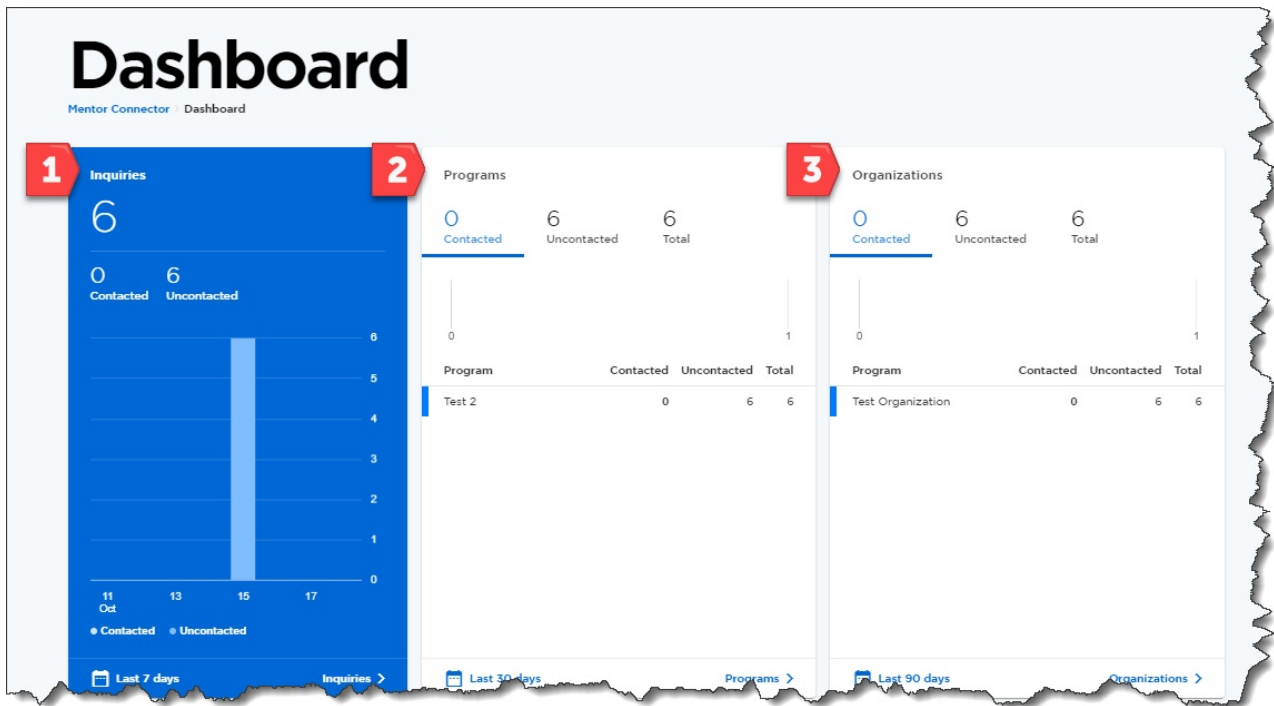 Dashboard
Mentor Connector > Dashboard
1
Inquiries
6
0 6
Contacted Uncontacted
6
5
4
3
2
1
0
11 13 15 17
Oct
Contacted Uncontacted
Last 7 days Inquiries >
2
Programs
0 6 6
Contacted Uncontacted Total
0 1
Program Contacted Uncontacted Total
Test 2 0 6 6
Last 30 days Programs >
3
Organizations
0 6 6
Contacted Uncontacted Total
0 1
Program Contacted Uncontacted Total
Test Organization 0 6 6
Last 90 days Organizations >